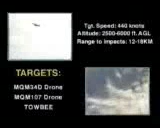 Tgt. Speed: 440 knots
Altitude: 2500-6000 ft. AGL
Range to impacts: 12-16KM
TARGETS:
MQM34D Drone
MQM107 Drone
TOWBEE